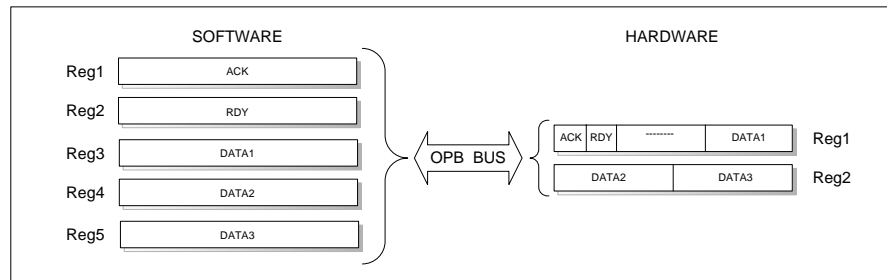 SOFTWARE
HARDWARE
Reg1 ACK
Reg2 RDY
Reg3 DATA1
Reg4 DATA2
Reg5 DATA3
OPB BUS
ACK RDY -------- DATA1 Reg1
DATA2 DATA3 Reg2